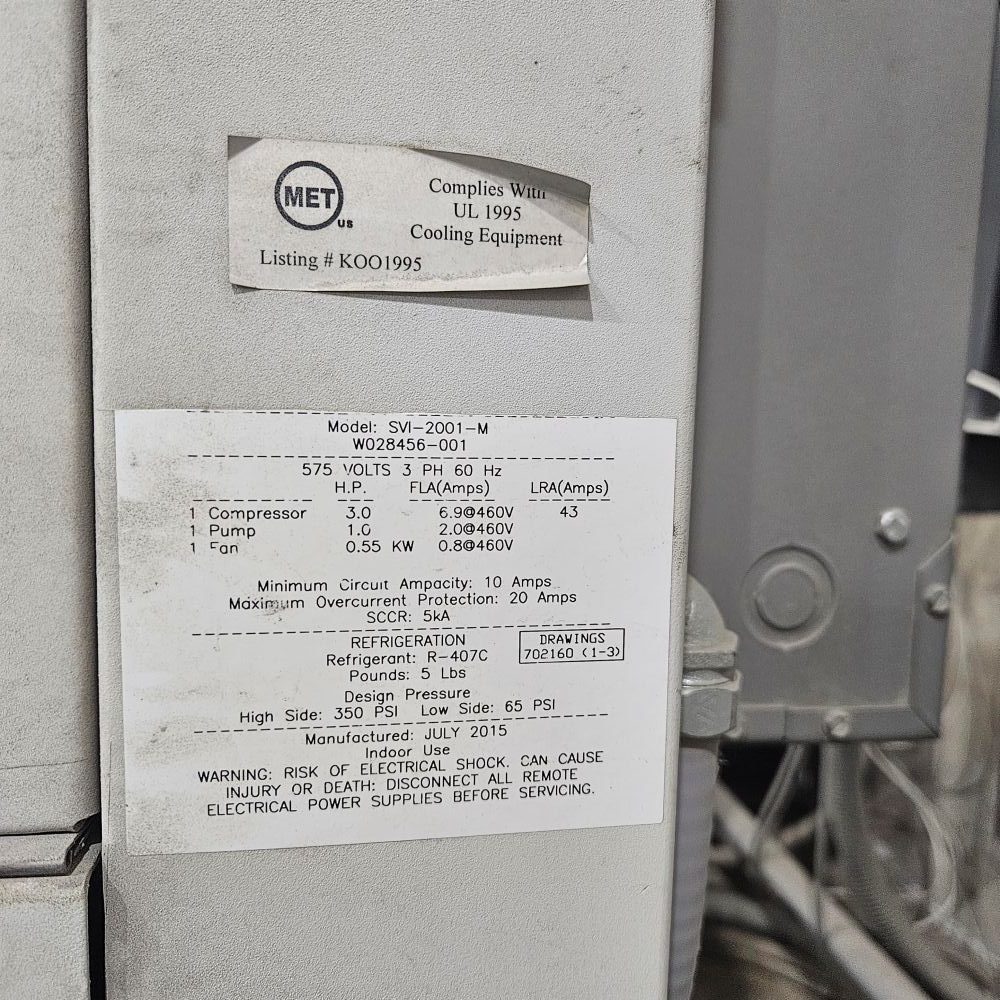 MET
US
Complies With
UL 1995
Cooling Equipment
Listing # KOO1995
Model: SVI-2001-M
W028456-001
575 VOLTS 3 PH 60 Hz
H.P. FLA(Amps) LRA(Amps)
1 Compressor 3.0 6.9@460V 43
1 Pump 1.0 2.0@460V
1 Fan 0.55 KW 0.8@460V
Minimum Circuit Ampacity: 10 Amps
Maximum Overcurrent Protection: 20 Amps
SCCR: 5kA
REFRIGERATION
Refrigerant: R-407C
Pounds: 5 Lbs
DRAWINGS
702160 (1-3)
Design Pressure
High Side: 350 PSI Low Side: 65 PSI
Manufactured: JULY 2015
Indoor Use
WARNING: RISK OF ELECTRICAL SHOCK. CAN CAUSE
INJURY OR DEATH: DISCONNECT ALL REMOTE
ELECTRICAL POWER SUPPLIES BEFORE SERVICING.